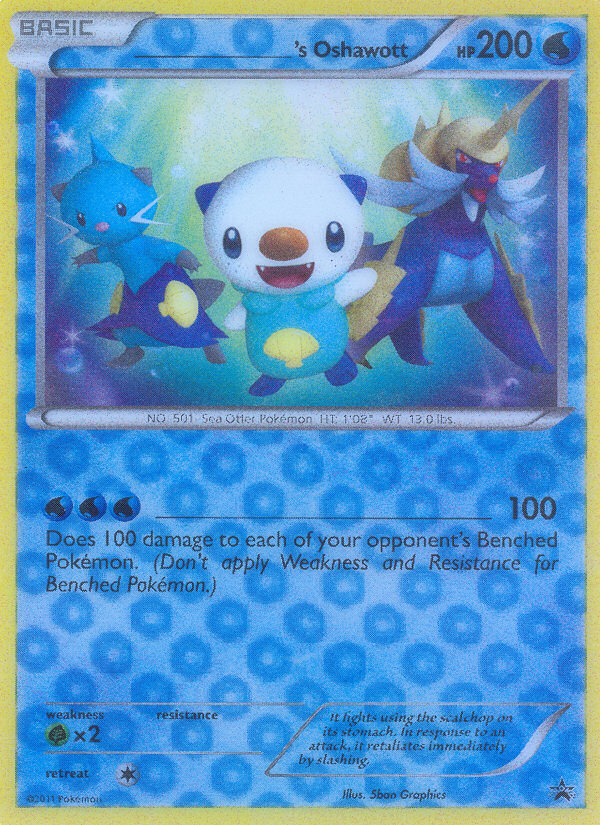 BASIC
____________'s Oshawott HP200
NO. 501 Sea Otter Pokémon HT: 1'08" WT: 13.0 lbs.
____________ 100
Does 100 damage to each of your opponent's Benched
Pokémon. (Don't apply Weakness and Resistance for
Benched Pokémon.)
weakness resistance
×2
retreat
It fights using the scalchop on
its stomach. In response to an
attack, it retaliates immediately
by slashing.
Illus. 5ban Graphics
©2011 Pokémon